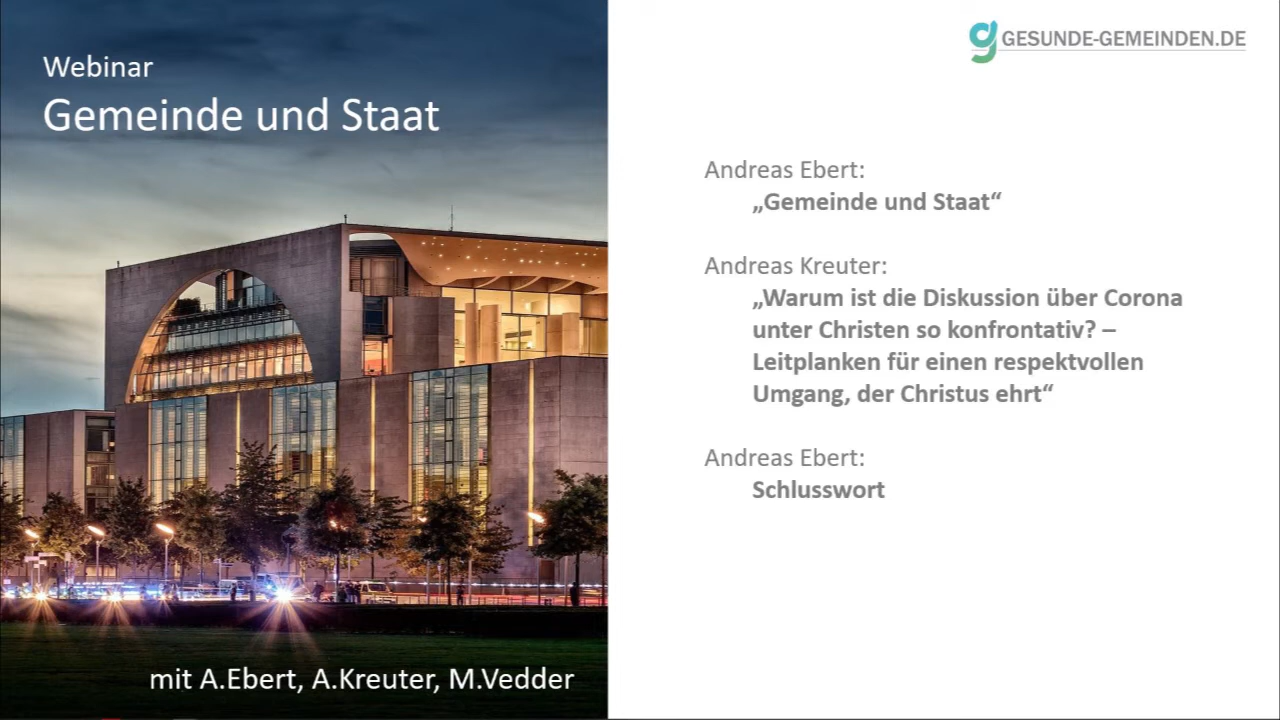 Webinar
Gemeinde und Staat
mit A.Ebert, A.Kreuter, M.Vedder
GESUNDE-GEMEINDEN.DE
Andreas Ebert:
„Gemeinde und Staat“
Andreas Kreuter:
„Warum ist die Diskussion über Corona
unter Christen so konfrontativ? –
Leitplanken für einen respektvollen
Umgang, der Christus ehrt“
Andreas Ebert:
Schlusswort